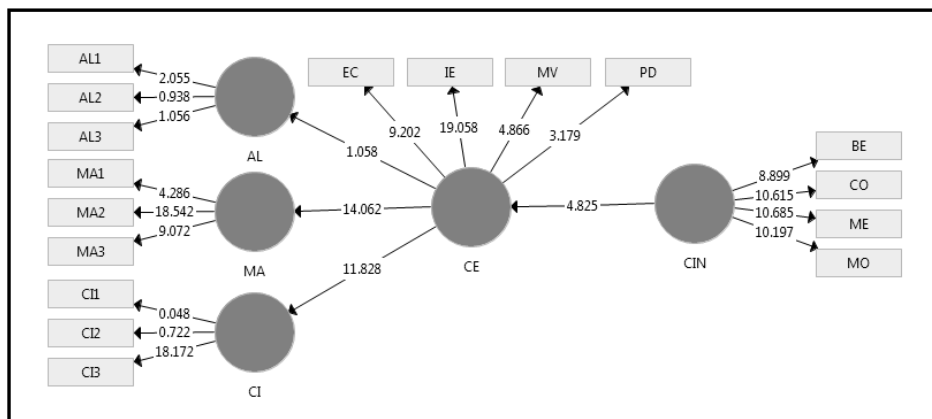 AL1
AL2
AL3
2.055
0.938
1.056
AL
MA1
MA2
MA3
4.286
18.542
9.072
MA
CI1
CI2
CI3
0.048
0.722
18.172
CI
1.058
14.062
11.828
EC
IE
MV
PD
9.202
19.058
4.866
3.179
CE
4.825
CIN
8.899
10.615
10.685
10.197
BE
CO
ME
MO